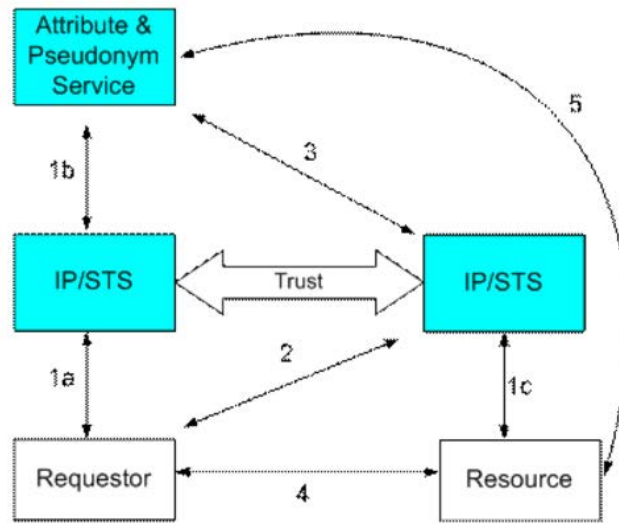 Attribute &
Pseudonym
Service
5
3
1b
IP/STS
Trust
IP/STS
2
1a
1c
Requestor
4
Resource